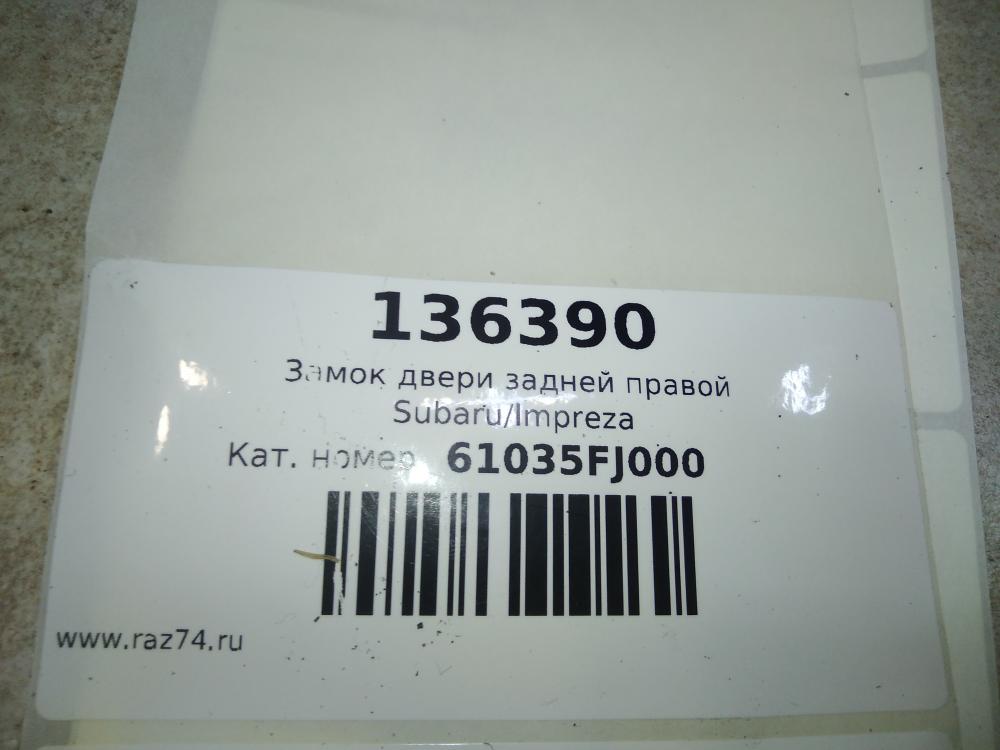 136390
Замок двери задней правой
Subaru/Impreza
Кат. номер 61035FJ000
www.raz74.ru